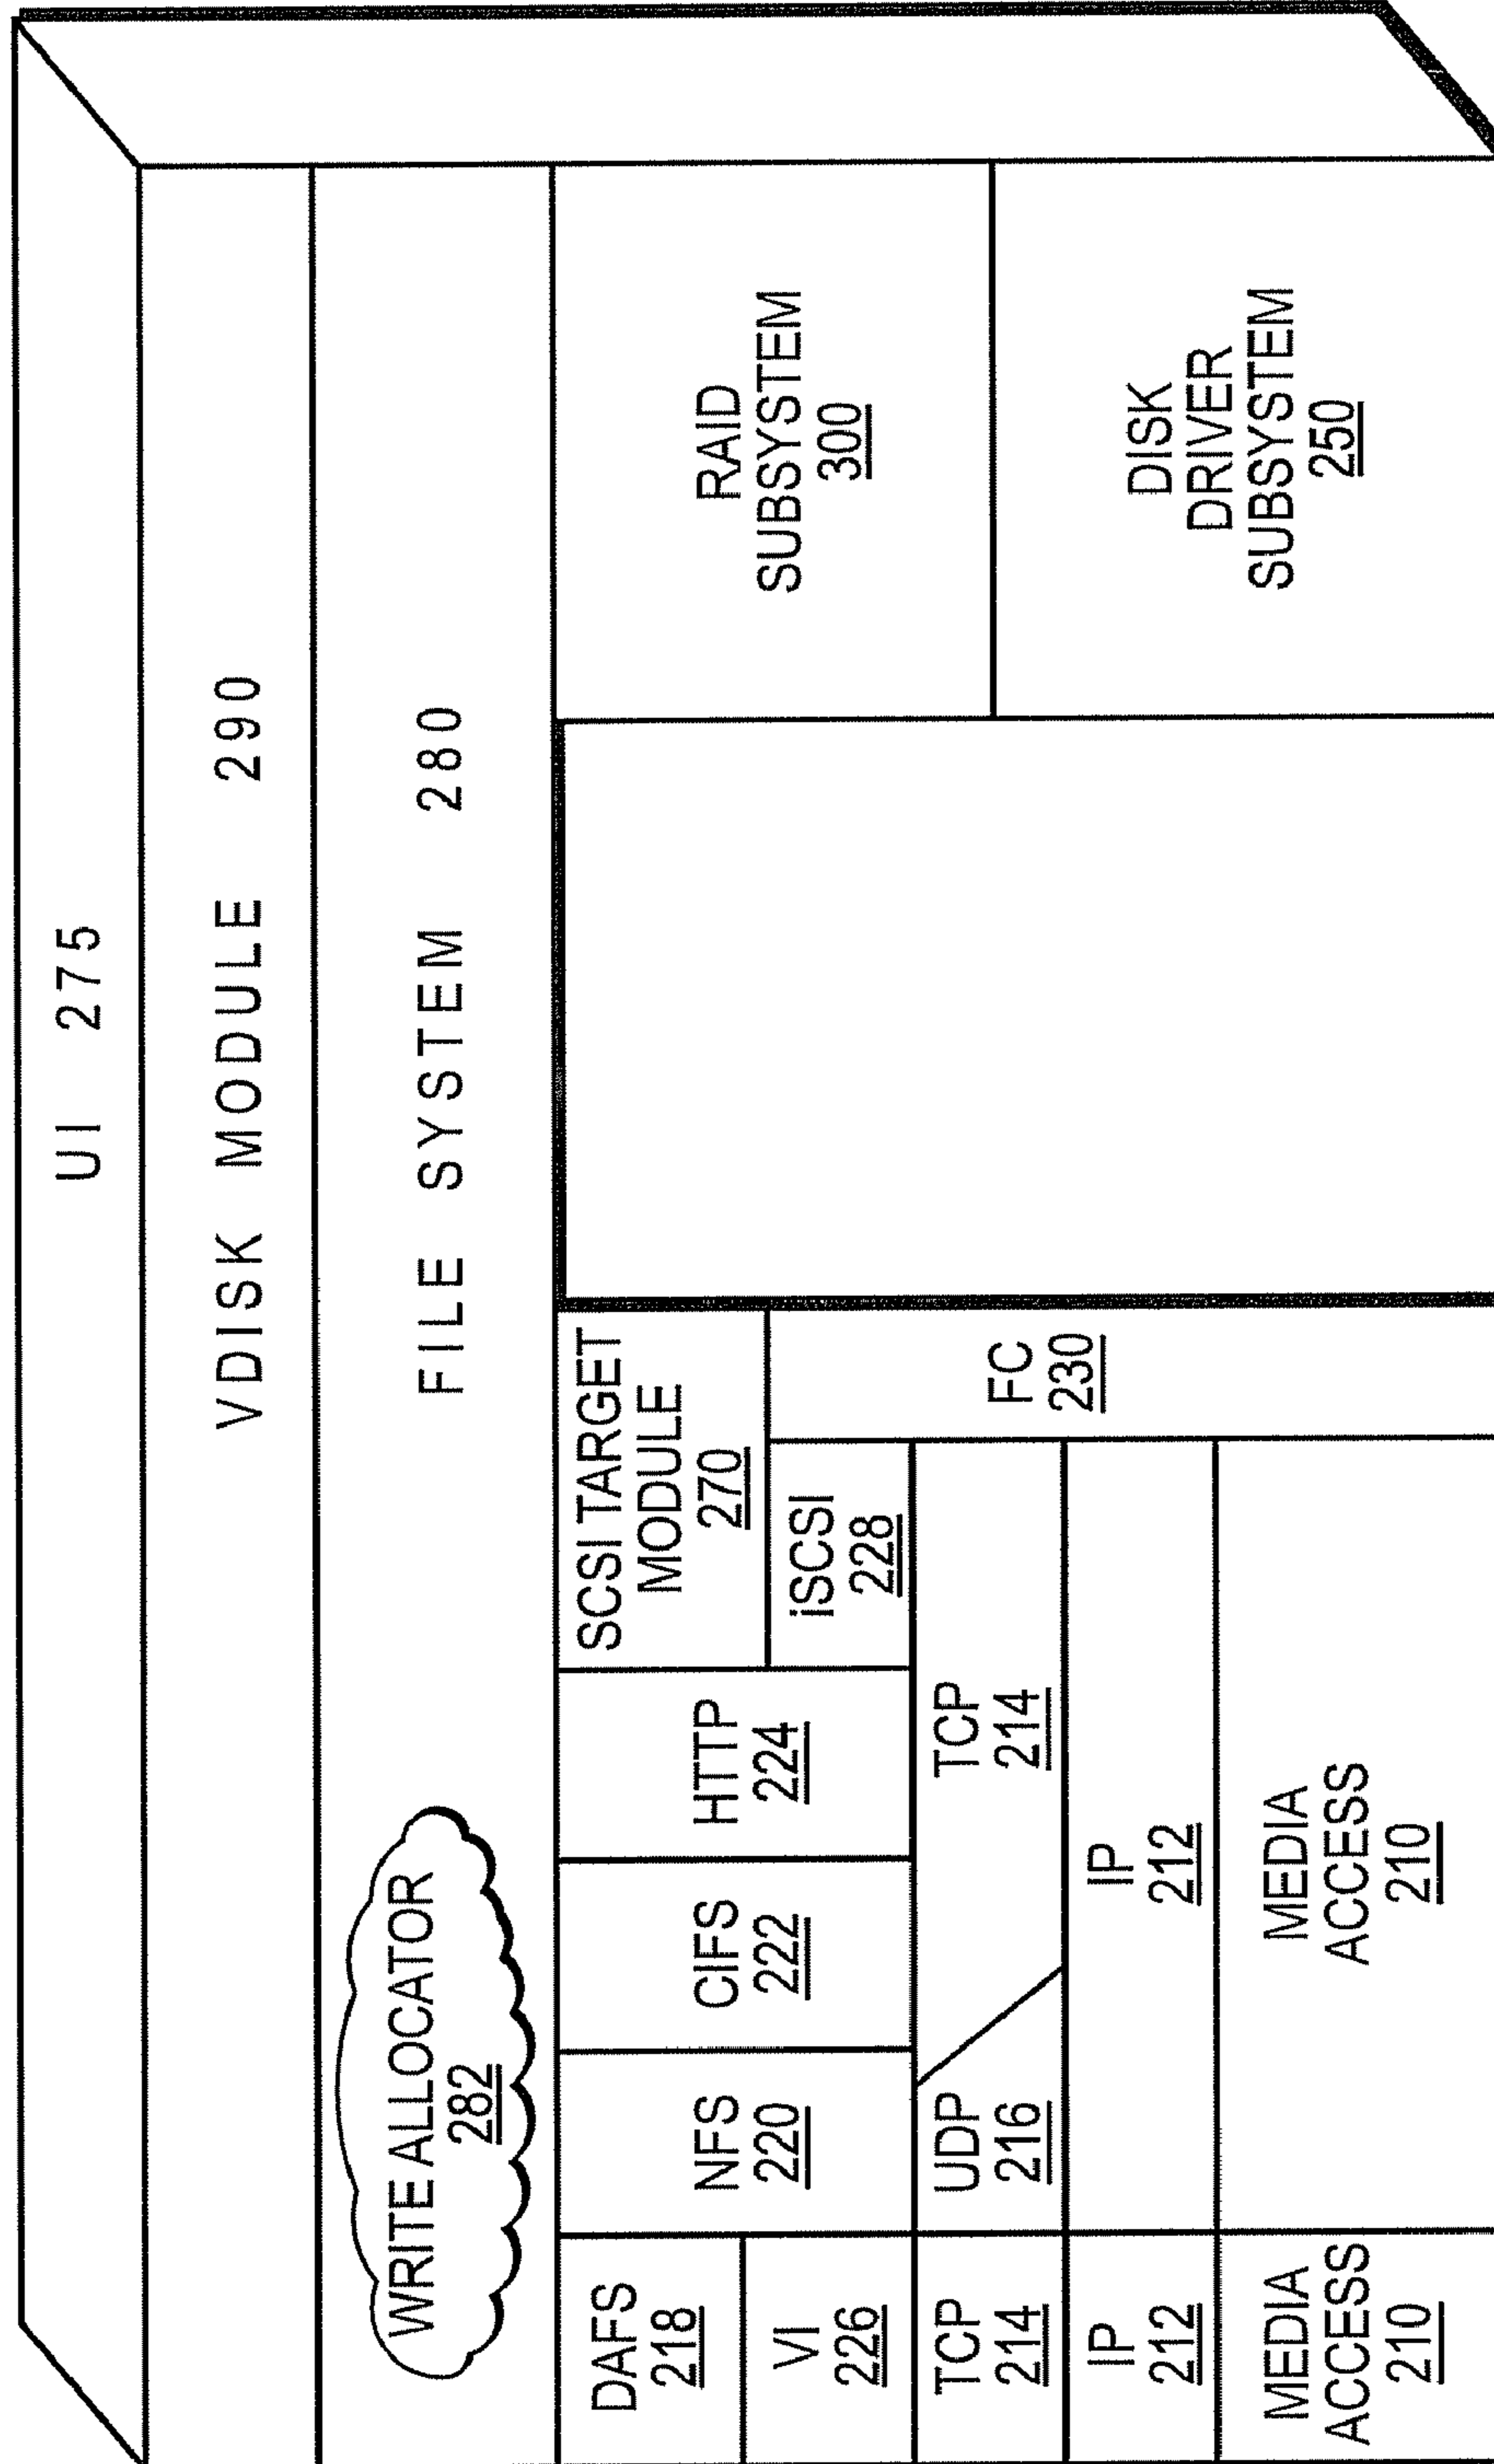 UI 275
VDISK MODULE 290
FILE SYSTEM 280
WRITE ALLOCATOR
282
DAFS
218
VI
226
TCP
214
IP
212
MEDIA
ACCESS
210
NFS
220
CIFS
222
HTTP
224
SCSI TARGET
MODULE
270
iSCSI
228
FC
230
UDP
216
TCP
214
IP
212
MEDIA
ACCESS
210
RAID
SUBSYSTEM
300
DISK
DRIVER
SUBSYSTEM
250